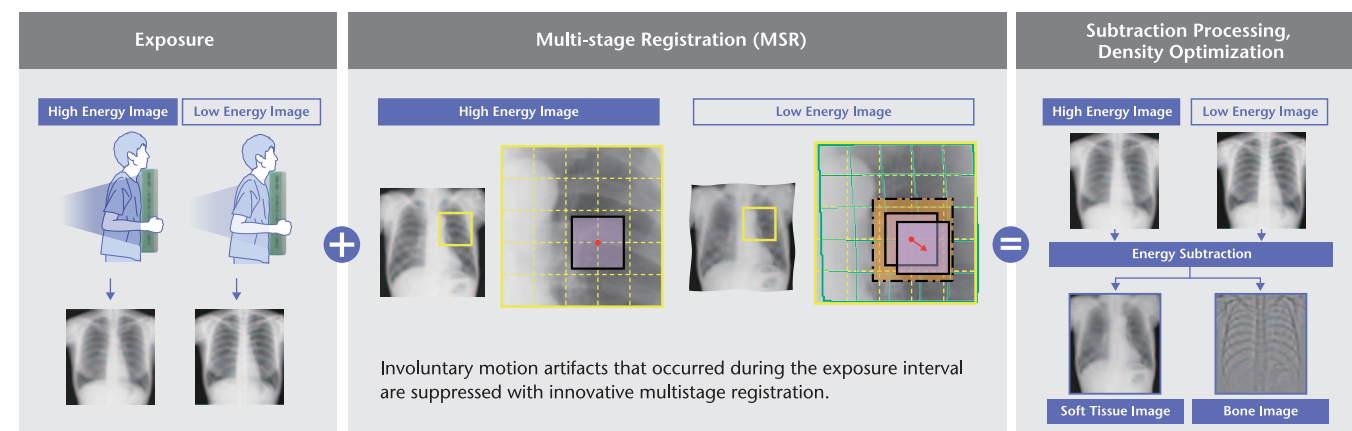 Exposure
High Energy Image
Low Energy Image
+
Multi-stage Registration (MSR)
High Energy Image
Low Energy Image
Involuntary motion artifacts that occurred during the exposure interval
are suppressed with innovative multistage registration.
=
Subtraction Processing,
Density Optimization
High Energy Image
Low Energy Image
Energy Subtraction
Soft Tissue Image
Bone Image